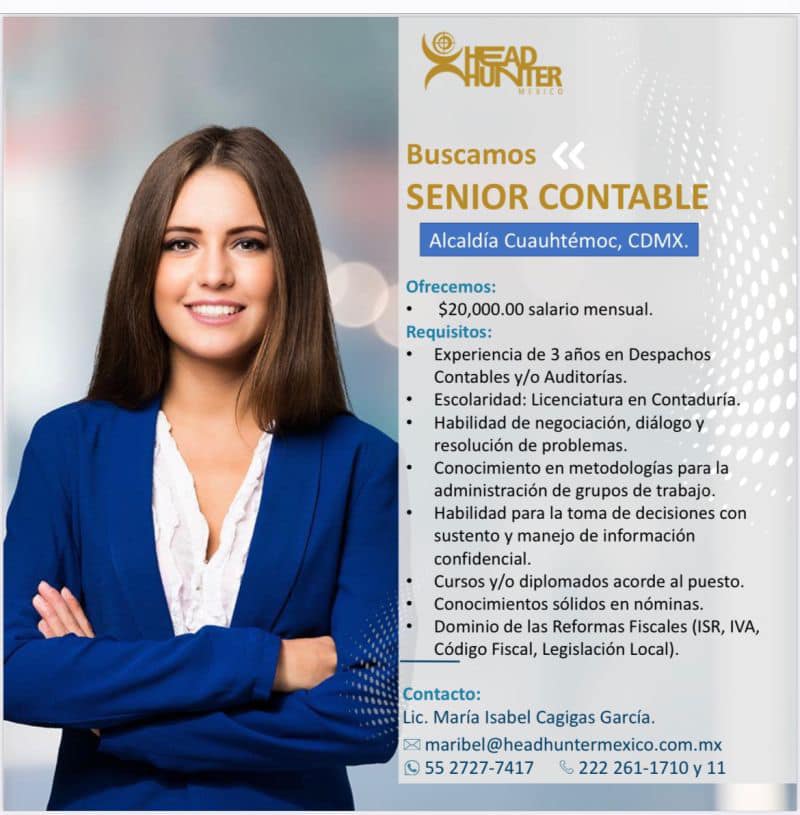 HEAD
HUNTER
MEXICO
Buscamos
SENIOR CONTABLE
Alcaldía Cuauhtémoc, CDMX.
Ofrecemos:
• $20,000.00 salario mensual.
Requisitos:
• Experiencia de 3 años en Despachos
Contables y/o Auditorías.
• Escolaridad: Licenciatura en Contaduría.
• Habilidad de negociación, diálogo y
resolución de problemas.
• Conocimiento en metodologías para la
administración de grupos de trabajo.
• Habilidad para la toma de decisiones con
sustento y manejo de información
confidencial.
• Cursos y/o diplomados acorde al puesto.
• Conocimientos sólidos en nóminas.
• Dominio de las Reformas Fiscales (ISR, IVA,
Código Fiscal, Legislación Local).
Contacto:
Lic. María Isabel Cagigas García.
maribel@headhuntermexico.com.mx
55 2727-7417 222 261-1710 y 11